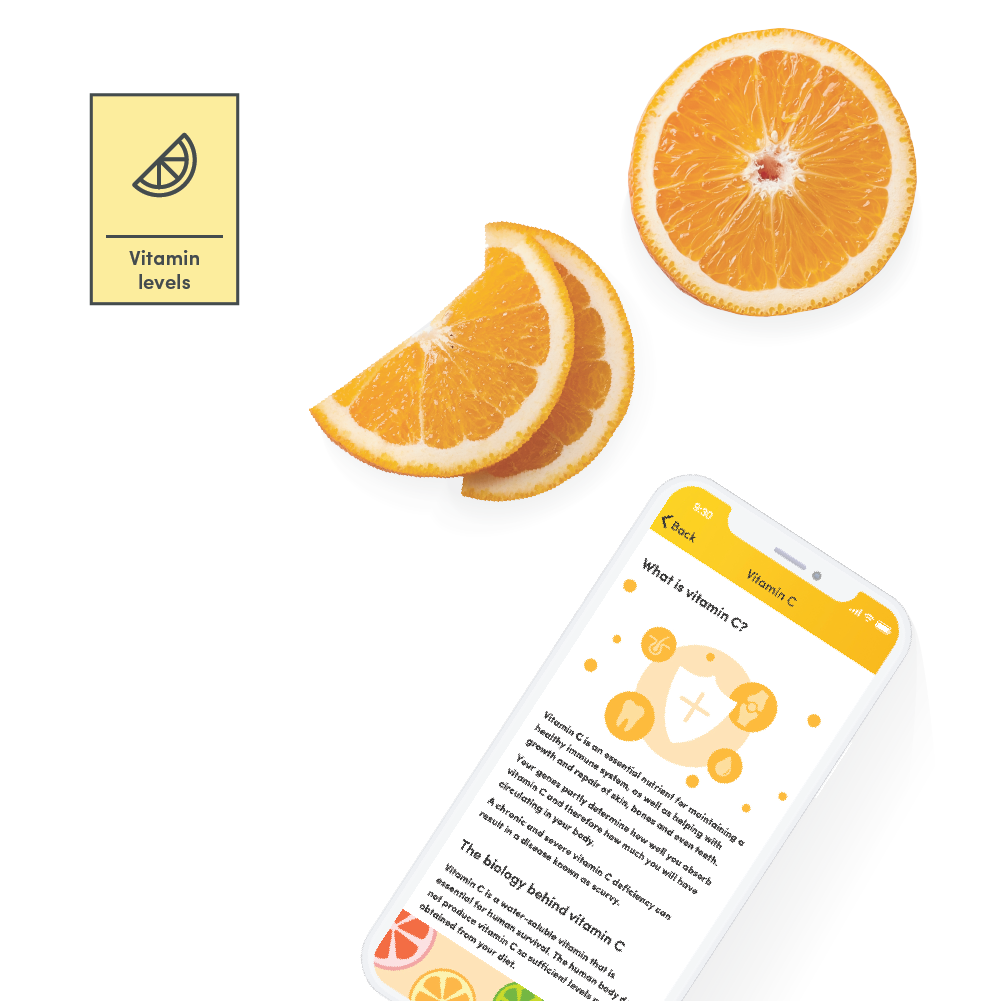 Vitamin
levels
9:30
Back
Vitamin C
What is vitamin C?
Vitamin C is an essential nutrient for maintaining a
healthy immune system, as well as helping with
growth and repair of skin, bones and even teeth.
Your genes partly determine how well you absorb
vitamin C and therefore how much you will have
circulating in your body.
A chronic and severe vitamin C deficiency can
result in a disease known as scurvy.
The biology behind vitamin C
Vitamin C is a water-soluble vitamin that is
essential for human survival. The human body
not produce vitamin C so sufficient levels
obtained from your diet.